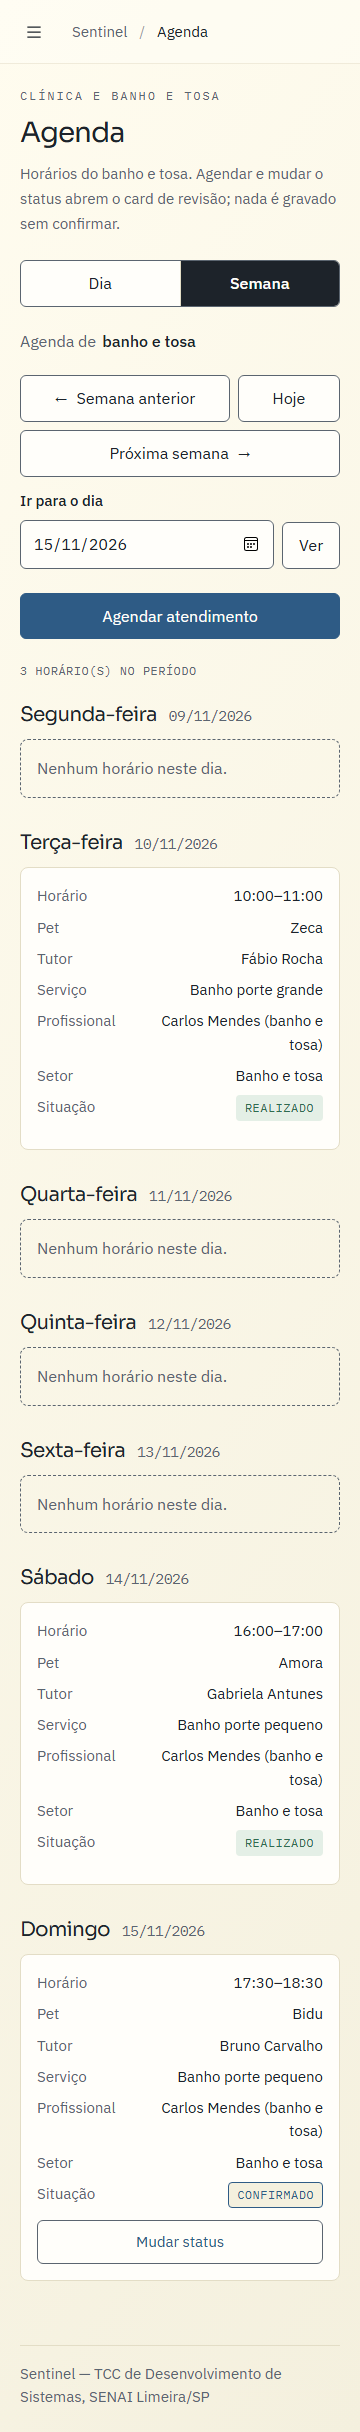 Sentinel / Agenda
CLÍNICA E BANHO E TOSA
Agenda
Horários do banho e tosa. Agendar e mudar o
status abrem o card de revisão; nada é gravado
sem confirmar.
Dia
Semana
Agenda de banho e tosa
← Semana anterior
Hoje
Próxima semana →
Ir para o dia
15/11/2026
Ver
Agendar atendimento
3 HORÁRIO(S) NO PERÍODO
Segunda-feira 09/11/2026
Nenhum horário neste dia.
Terça-feira 10/11/2026
Horário 10:00–11:00
Pet Zeca
Tutor Fábio Rocha
Serviço Banho porte grande
Profissional Carlos Mendes (banho e
tosa)
Setor Banho e tosa
Situação REALIZADO
Quarta-feira 11/11/2026
Nenhum horário neste dia.
Quinta-feira 12/11/2026
Nenhum horário neste dia.
Sexta-feira 13/11/2026
Nenhum horário neste dia.
Sábado 14/11/2026
Horário 16:00–17:00
Pet Amora
Tutor Gabriela Antunes
Serviço Banho porte pequeno
Profissional Carlos Mendes (banho e
tosa)
Setor Banho e tosa
Situação REALIZADO
Domingo 15/11/2026
Horário 17:30–18:30
Pet Bidu
Tutor Bruno Carvalho
Serviço Banho porte pequeno
Profissional Carlos Mendes (banho e
tosa)
Setor Banho e tosa
Situação CONFIRMADO
Mudar status
Sentinel — TCC de Desenvolvimento de
Sistemas, SENAI Limeira/SP